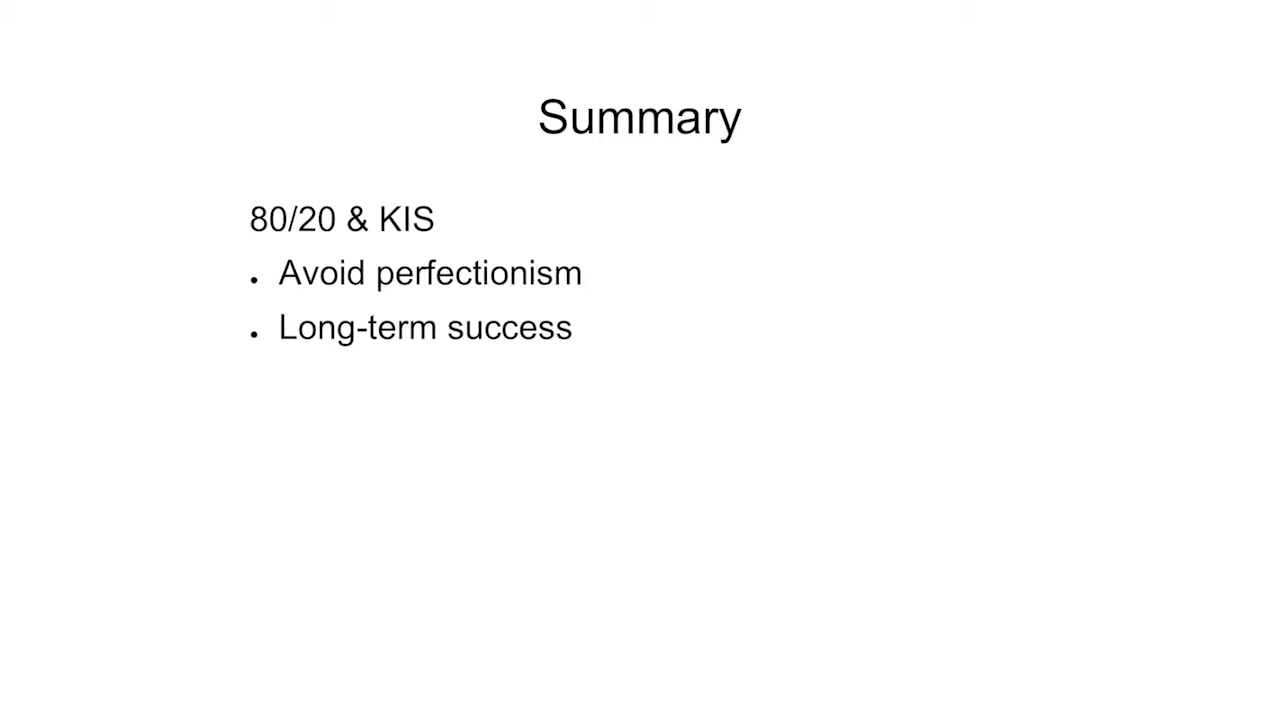 Summary
80/20 & KIS
• Avoid perfectionism
• Long-term success